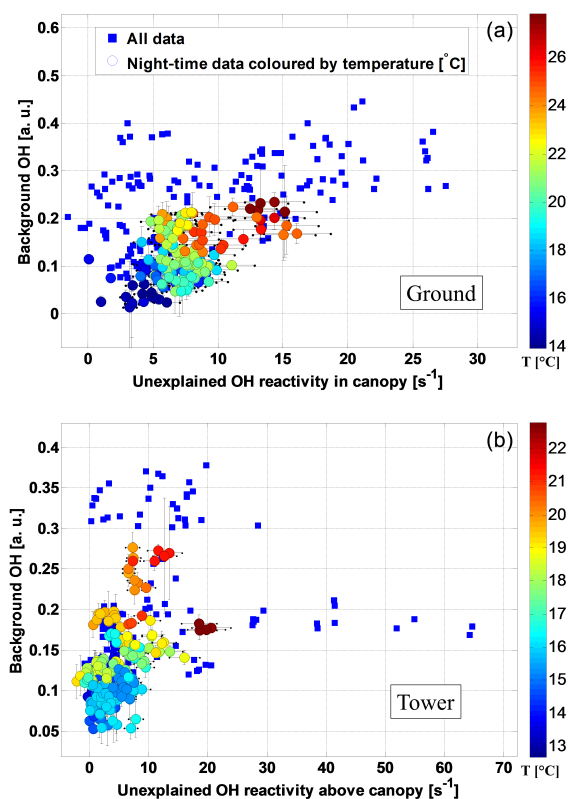 (a)
All data
Night-time data coloured by temperature [°C]
0.6
0.5
0.4
0.3
0.2
0.1
0
Background OH [a. u.]
Ground
0 5 10 15 20 25 30
Unexplained OH reactivity in canopy [s-1]
26
24
22
20
18
16
14
T [°C]
(b)
0.4
0.35
0.3
0.25
0.2
0.15
0.1
0.05
Background OH [a. u.]
Tower
0 10 20 30 40 50 60 70
Unexplained OH reactivity above canopy [s-1]
22
21
20
19
18
17
16
15
14
13
T [°C]